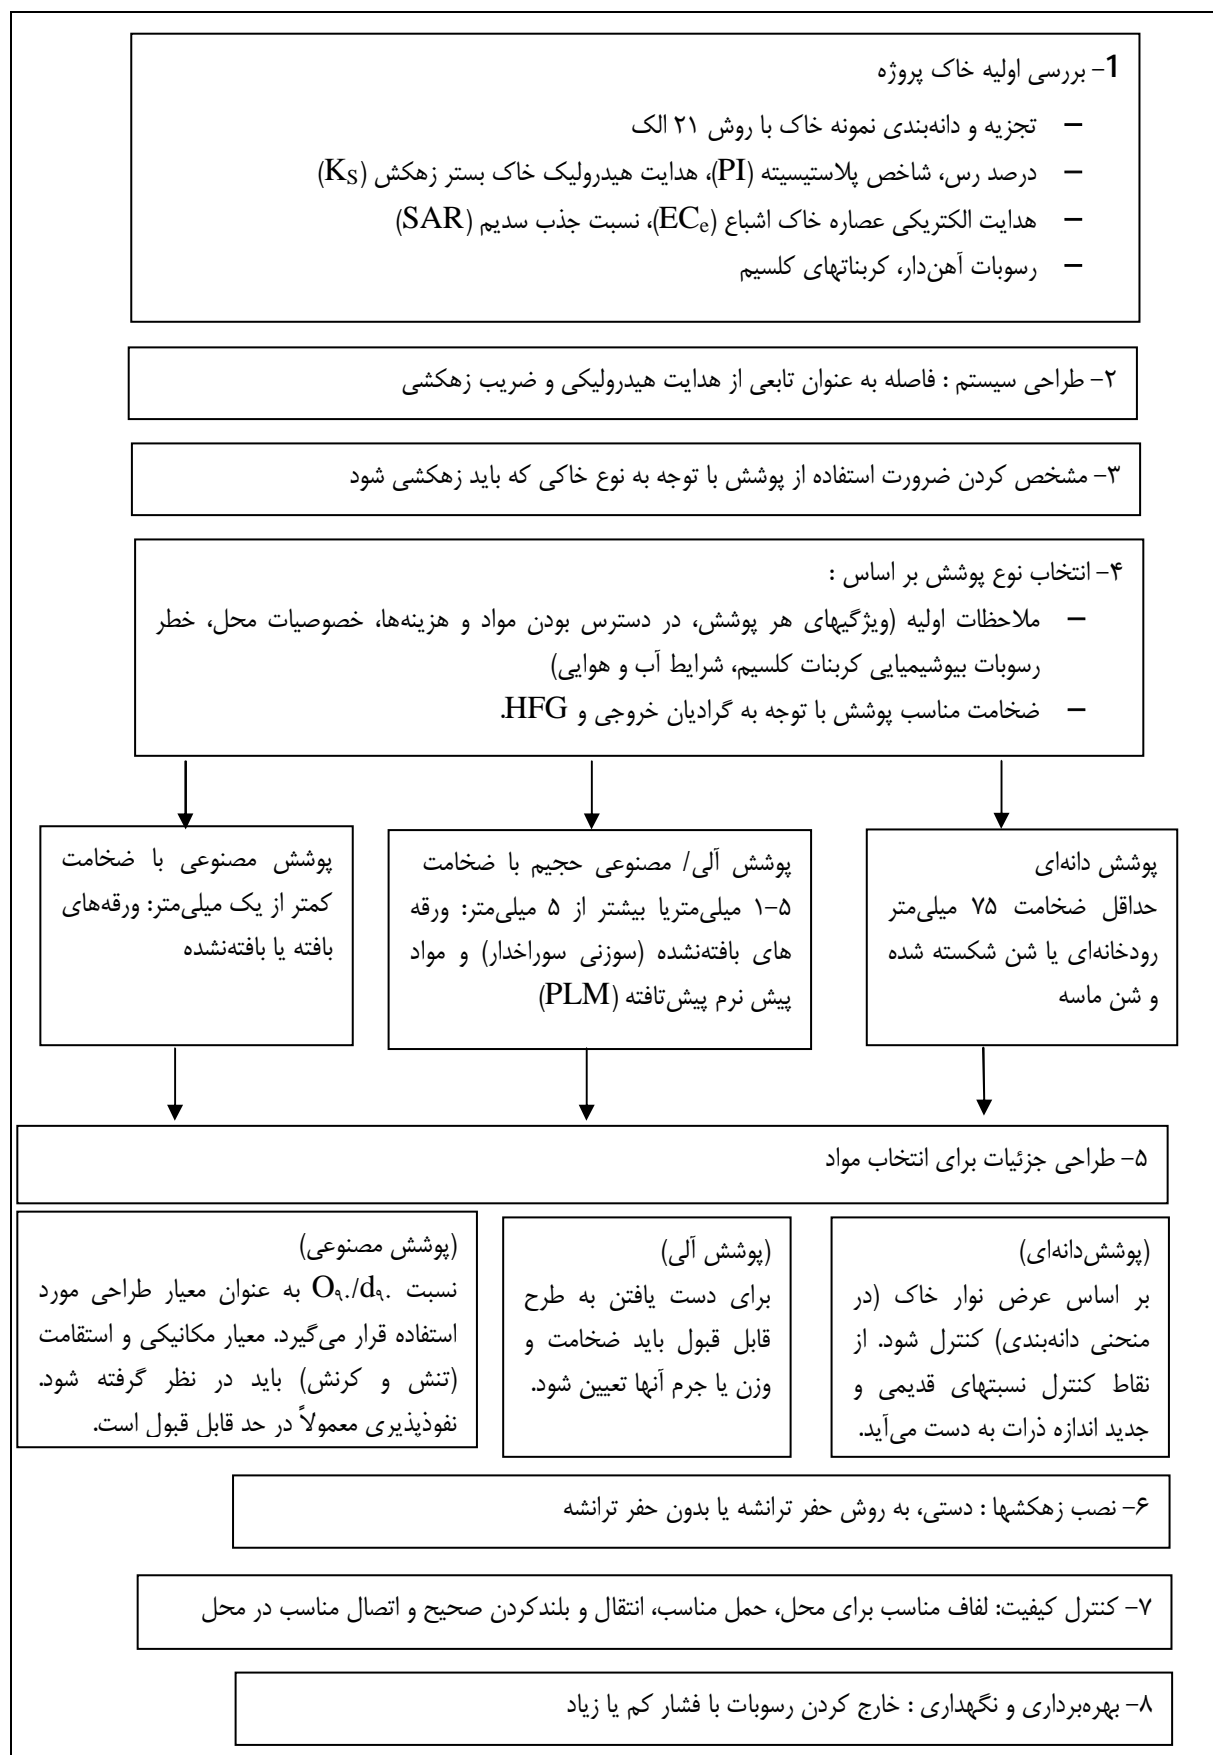 1- بررسی اولیه خاک پروژه
– تجزیه و دانه‌بندی نمونه خاک با روش ۲۱ الک
– درصد رس، شاخص پلاستیسیته (PI)، هدایت هیدرولیک خاک بستر زهکش (KS)
– هدایت الکتریکی عصاره خاک اشباع (ECe)، نسبت جذب سدیم (SAR)
– رسوبات آهن‌دار، کربناتهای کلسیم
۲- طراحی سیستم : فاصله به عنوان تابعی از هدایت هیدرولیکی و ضریب زهکشی
۳- مشخص کردن ضرورت استفاده از پوشش با توجه به نوع خاکی که باید زهکشی شود
۴- انتخاب نوع پوشش بر اساس :
– ملاحظات اولیه (ویژگیهای هر پوشش، در دسترس بودن مواد و هزینه‌ها، خصوصیات محل، خطر
رسوبات بیوشیمیایی کربنات کلسیم، شرایط آب و هوایی)
– ضخامت مناسب پوشش با توجه به گرادیان خروجی و HFG.
پوشش دانه‌ای
حداقل ضخامت ۷۵ میلی‌متر
رودخانه‌ای یا شن شکسته شده
و شن ماسه
پوشش آلی/ مصنوعی حجیم با ضخامت
۱-۵ میلی‌متریا بیشتر از ۵ میلی‌متر: ورقه
های بافته‌نشده (سوزنی سوراخدار) و مواد
پیش نرم پیش‌تافته (PLM)
پوشش مصنوعی با ضخامت
کمتر از یک میلی‌متر: ورقه‌های
بافته یا بافته‌نشده
۵- طراحی جزئیات برای انتخاب مواد
(پوشش‌دانه‌ای)
بر اساس عرض نوار خاک (در
منحنی دانه‌بندی) کنترل شود. از
نقاط کنترل نسبتهای قدیمی و
جدید اندازه ذرات به دست می‌آید.
(پوشش آلی)
برای دست یافتن به طرح
قابل قبول باید ضخامت و
وزن یا جرم آنها تعیین شود.
(پوشش مصنوعی)
نسبت O۹۰/d۹۰ به عنوان معیار طراحی مورد
استفاده قرار می‌گیرد. معیار مکانیکی و استقامت
(تنش و کرنش) باید در نظر گرفته شود.
نفوذپذیری معمولاً در حد قابل قبول است.
۶- نصب زهکشها : دستی، به روش حفر ترانشه یا بدون حفر ترانشه
۷- کنترل کیفیت: لفاف مناسب برای محل، حمل مناسب، انتقال و بلندکردن صحیح و اتصال مناسب در محل
۸- بهره‌برداری و نگهداری : خارج کردن رسوبات با فشار کم یا زیاد